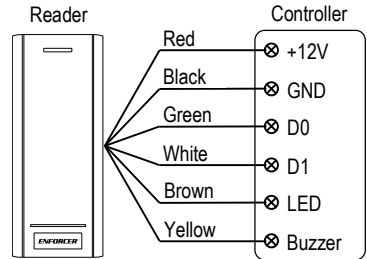 Reader
Controller
Red
+12V
Black
GND
Green
D0
White
D1
Brown
LED
Yellow
Buzzer
ENFORCER